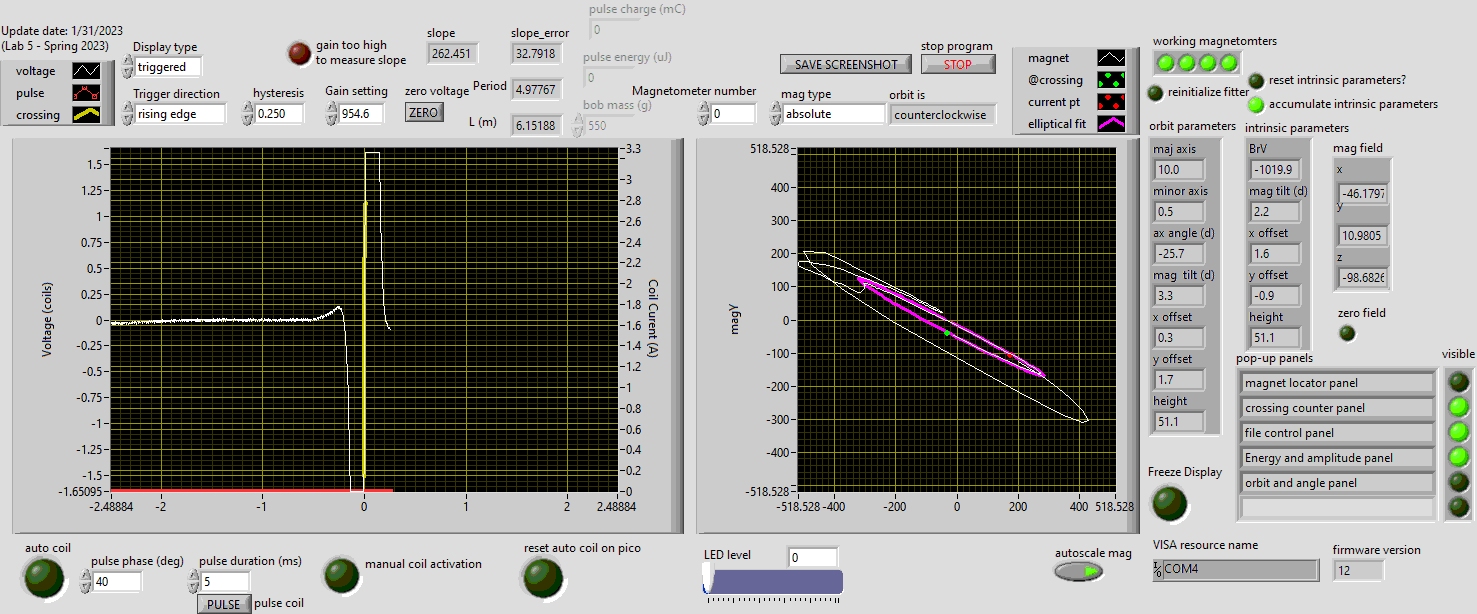 Update date: 1/31/2023
(Lab 5 - Spring 2023)
voltage
pulse
crossing
Display type
triggered
Trigger direction
rising edge
gain too high
to measure slope
hysteresis
0.250
Gain setting
954.6
slope
262.451
zero voltage
ZERO
slope_error
32.7918
Period
4.97767
L (m)
6.15188
pulse charge (mC)
0
pulse energy (uJ)
0
bob mass (g)
550
Magnetometer number
0
SAVE SCREENSHOT
stop program
STOP
mag type
absolute
orbit is
counterclockwise
magnet
@crossing
current pt
elliptical fit
working magnetomters
reinitialize fitter
reset intrinsic parameters?
accumulate intrinsic parameters
orbit parameters
maj axis
10.0
minor axis
0.5
ax angle (d)
-25.7
mag tilt (d)
3.3
x offset
0.3
y offset
1.7
height
51.1
intrinsic parameters
BrV
-1019.9
mag tilt (d)
2.2
x offset
1.6
y offset
-0.9
height
51.1
mag field
x
-46.1797
y
10.9805
z
-98.6826
zero field
pop-up panels
visible
magnet locator panel
crossing counter panel
file control panel
Energy and amplitude panel
orbit and angle panel
Freeze Display
Voltage (coils)
1.5
1.25
1
0.75
0.5
0.25
0
-0.25
-0.5
-0.75
-1
-1.25
-1.5
-1.65095
-2.48884
-2
-1
0
1
2
2.48884
3.3
3
2.8
2.6
2.4
2.2
2
1.8
1.6
1.4
1.2
1
0.8
0.6
0.4
0.2
0
Coil Curent (A)
magy
518.528
400
300
200
100
0
-100
-200
-300
-400
-518.528
-518.528
-400
-200
0
200
400
518.528
auto coil
pulse phase (deg)
40
pulse duration (ms)
5
PULSE
pulse coil
manual coil activation
reset auto coil on pico
LED level
0
autoscale mag
VISA resource name
COM4
firmware version
12